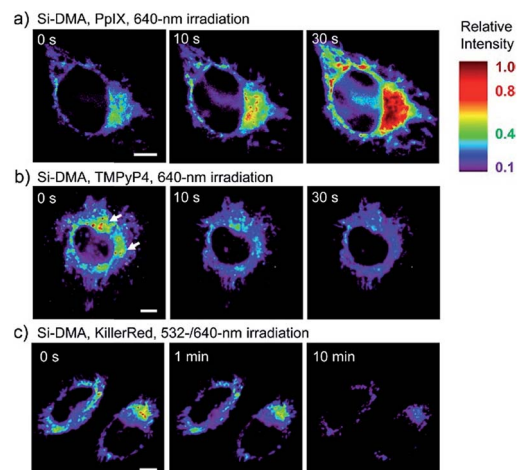 a) Si-DMA, PpIX, 640-nm irradiation
0 s
10 s
30 s
Relative
Intensity
1.0
0.8
0.4
0.1
b) Si-DMA, TMPyP4, 640-nm irradiation
0 s
10 s
30 s
c) Si-DMA, KillerRed, 532-/640-nm irradiation
0 s
1 min
10 min